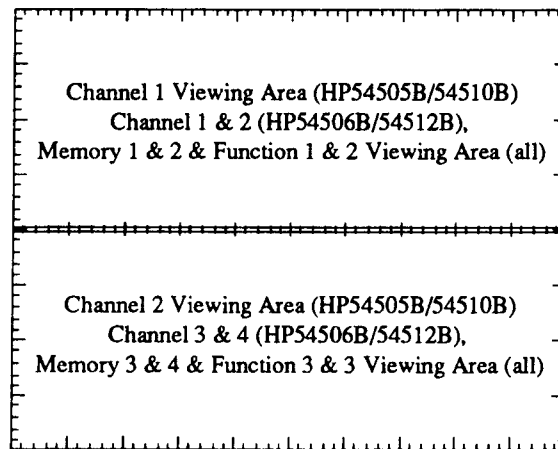 Channel 1 Viewing Area (HP54505B/54510B)
Channel 1 & 2 (HP54506B/54512B),
Memory 1 & 2 & Function 1 & 2 Viewing Area (all)
Channel 2 Viewing Area (HP54505B/54510B)
Channel 3 & 4 (HP54506B/54512B),
Memory 3 & 4 & Function 3 & 3 Viewing Area (all)